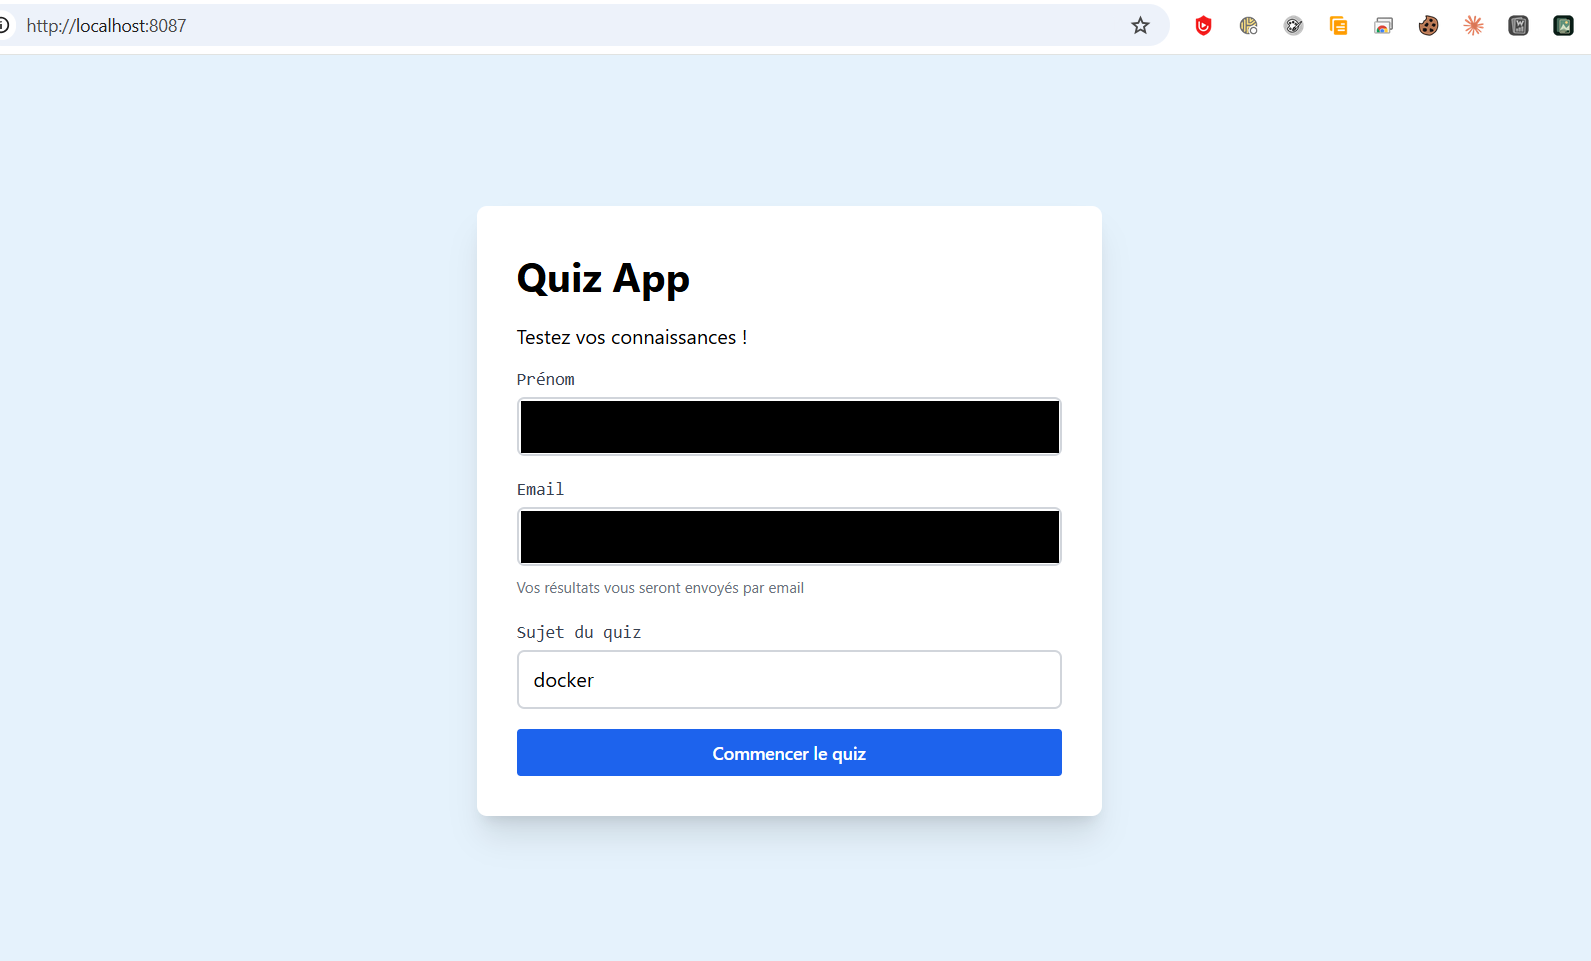 http://localhost:8087
Quiz App
Testez vos connaissances !
Prénom
Email
Vos résultats vous seront envoyés par email
Sujet du quiz
docker
Commencer le quiz